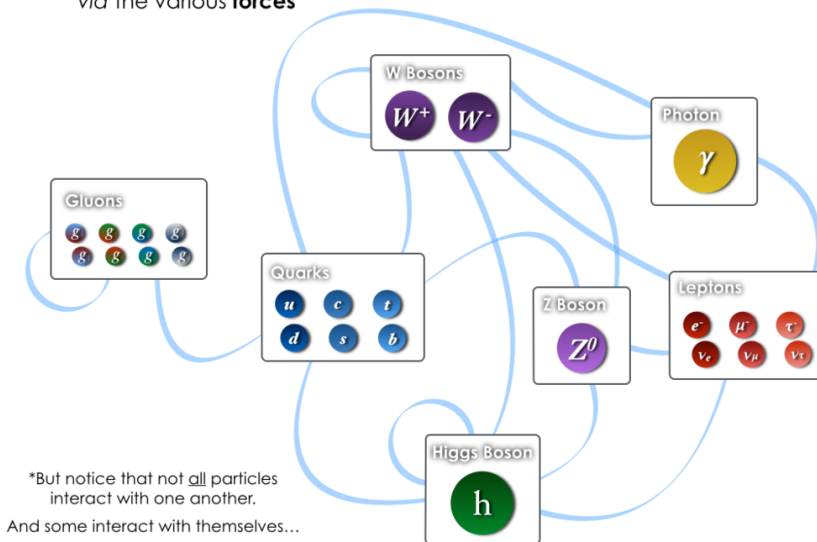 via the various forces
W Bosons
W+ W-
Photon
γ
Gluons
g g g g
g g g g
Quarks
u c t
d s b
Z Boson
Z0
Leptons
e- μ- τ-
νe νμ ντ
Higgs Boson
h
*But notice that not all particles
interact with one another.
And some interact with themselves...